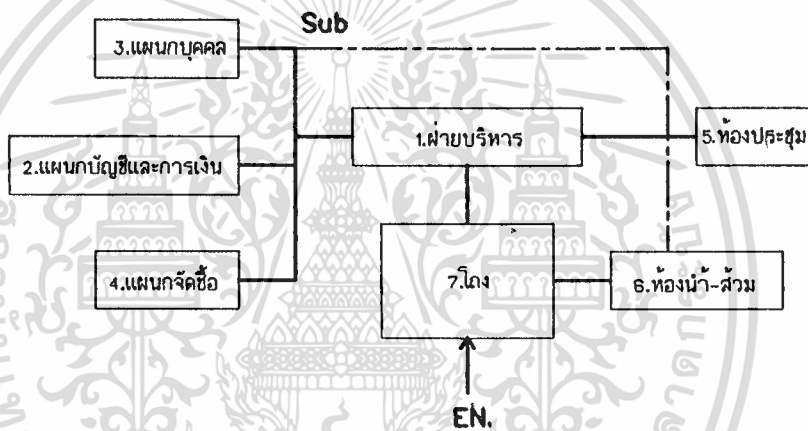 Sub
3.แผนกบุคคล
1.ฝ่ายบริหาร
5.ห้องประชุม
2.แผนกบัญชีและการเงิน
4.แผนกจัดซื้อ
7.โถง
6.ห้องน้ำ-ส้วม
EN.